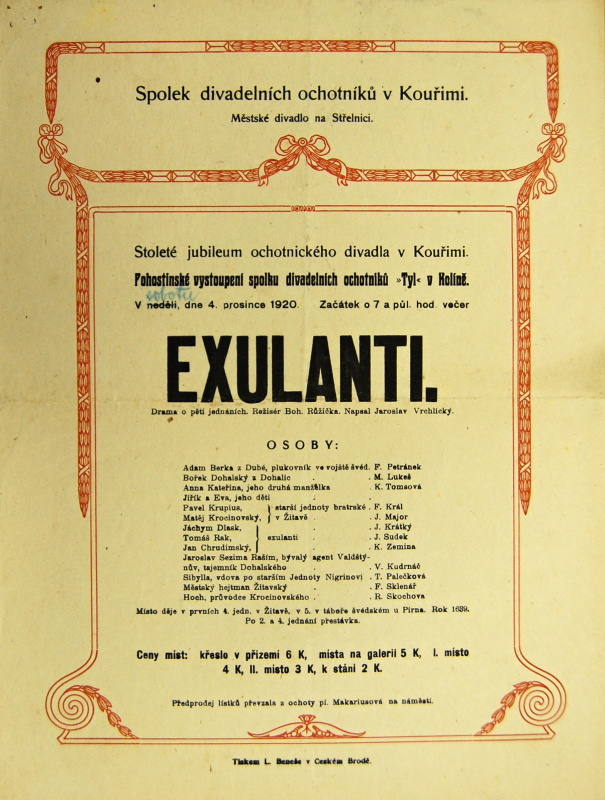 Spolek divadelních ochotníků v Kouřimi.
Městské divadlo na Střelnici.
Stoleté jubileum ochotnického divadla v Kouřimi.
Pohostinské vystoupení spolku divadelních ochotníků »Tyl« v Kolíně.
sobotu
V neděli, dne 4. prosince 1920. Začátek o 7 a půl. hod. večer
EXULANTI.
Drama o pěti jednáních. Režisér Boh. Růžička. Napsal Jaroslav Vrchlický.
OSOBY:
Adam Berka z Dubé, plukovník ve vojště švéd. F. Petránek
Bořek Dohalský z Dohalic . . M. Lukeš
Anna Kateřina, jeho druhá manželka . K. Tomsová
Jiřík a Eva, jeho děti . .
Pavel Krupius, } starší jednoty bratrské . F. Král
Matěj Krocinovský, } v Žitavě . . J. Major
Jáchym Dlask, } . . J. Krátký
Tomáš Rak, } exulanti . . J. Sudek
Jan Chrudimský, } . . K. Zemina
Jaroslav Sezima Rašín, bývalý agent Valdštý-
nův, tajemník Dohalského . . V. Kudrnáč
Sibylla, vdova po starším Jednoty Nigrinovi . T. Palečková
Městský hejtman Žitavský . . F. Sklenář
Hoch, průvodce Krocinovského . . R. Skochova
Místo děje v prvních 4. jedn. v Žitavě, v 5. v táboře švédském u Pirna. Rok 1639.
Po 2. a 4. jednání přestávka.
Ceny míst: křeslo v přízemí 6 K, místa na galerii 5 K, I. místo
4 K, II. místo 3 K, k stání 2 K.
Předprodej lístků převzala z ochoty pí. Makariusová na náměstí.
Tiskem L. Beneše v Českém Brodě.